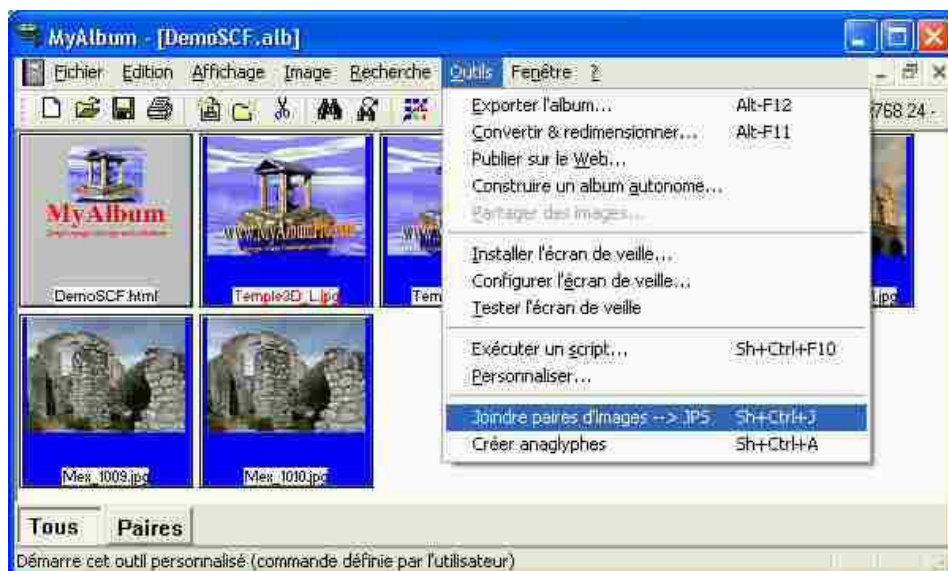 MyAlbum - [DemoSCF.alb]
Fichier Edition Affichage Image Recherche Outils Fenêtre ?
768 24 -
Exporter l'album... Alt-F12
Convertir & redimensionner... Alt-F11
Publier sur le Web...
Construire un album autonome...
Partager des images...
Installer l'écran de veille...
Configurer l'écran de veille...
Tester l'écran de veille
Exécuter un script... Sh+Ctrl+F10
Personnaliser...
Joindre paires d'images --> JPS Sh+Ctrl+J
Créer anaglyphes Sh+Ctrl+A
MyAlbum
DemoSCF.html
Temple3D_L.jpg
Tem
.jpg
Mex_1009.jpg
Mex_1010.jpg
Tous Paires
Démarre cet outil personnalisé (commande définie par l'utilisateur)